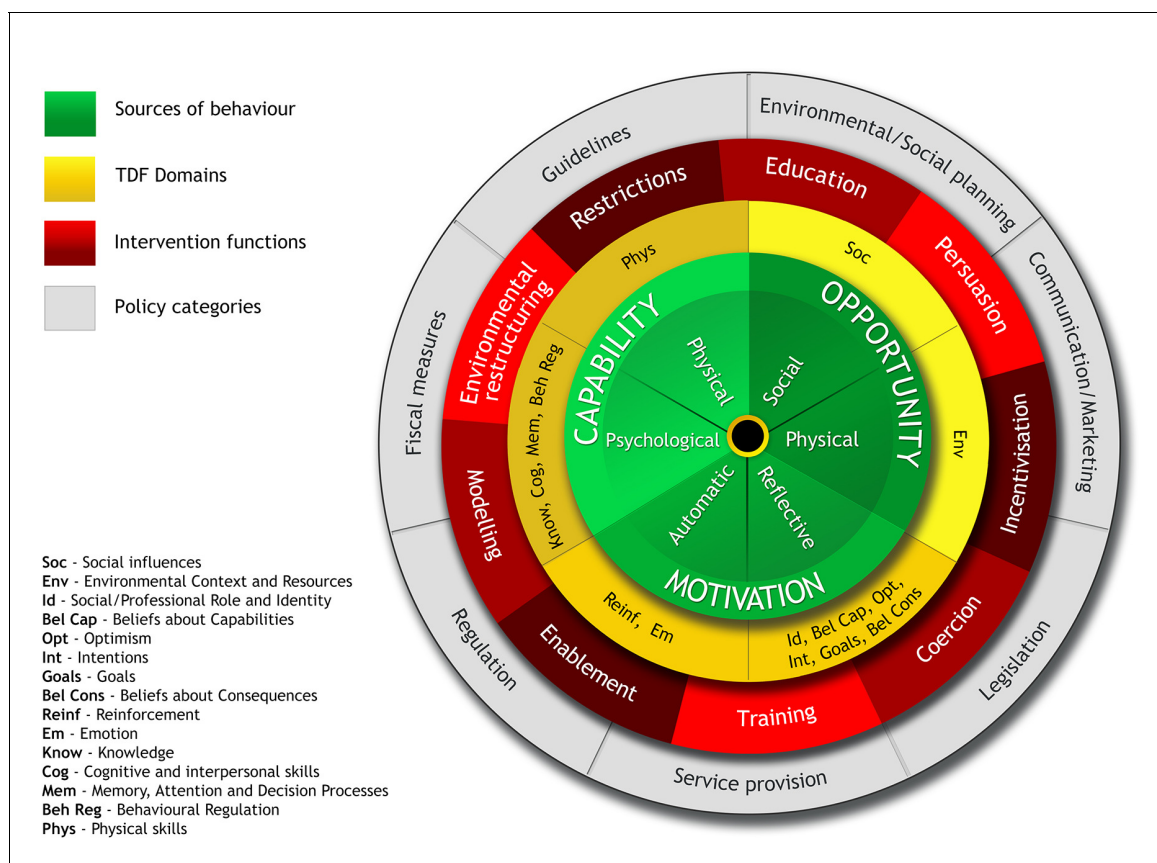 Sources of behaviour
TDF Domains
Intervention functions
Policy categories
Soc - Social influences
Env - Environmental Context and Resources
Id - Social/Professional Role and Identity
Bel Cap - Beliefs about Capabilities
Opt - Optimism
Int - Intentions
Goals - Goals
Bel Cons - Beliefs about Consequences
Reinf - Reinforcement
Em - Emotion
Know - Knowledge
Cog - Cognitive and interpersonal skills
Mem - Memory, Attention and Decision Processes
Beh Reg - Behavioural Regulation
Phys - Physical skills
Guidelines
Environmental/Social planning
Communication/Marketing
Legislation
Service provision
Regulation
Fiscal measures
Restrictions
Education
Persuasion
Incentivisation
Coercion
Training
Enablement
Modelling
Environmental
restructuring
Phys
Soc
Env
Id, Bel Cap, Opt,
Int, Goals, Bel Cons
Reinf, Em
Know, Cog, Mem, Beh Reg
CAPABILITY
OPPORTUNITY
MOTIVATION
Physical
Social
Physical
Reflective
Automatic
Psychological